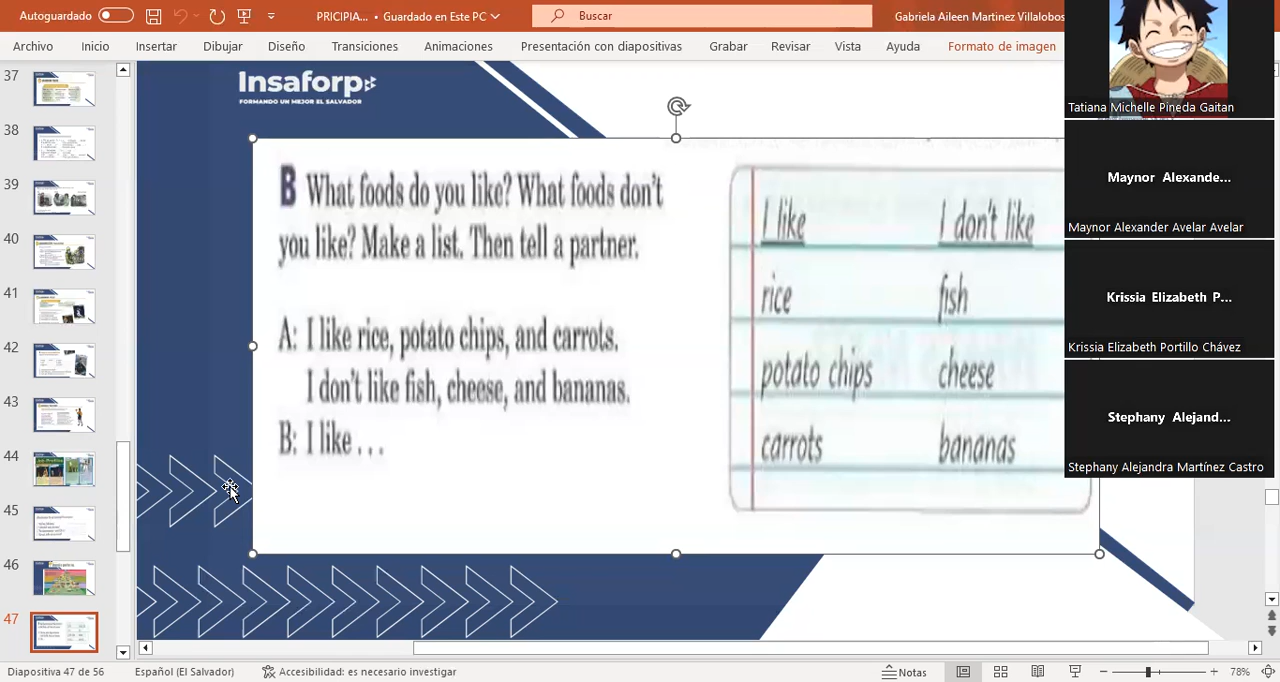 Autoguardado
PRICIPIA... • Guardado en Este PC
Buscar
Gabriela Aileen Martinez Villalobos
Archivo Inicio Insertar Dibujar Diseño Transiciones Animaciones Presentación con diapositivas Grabar Revisar Vista Ayuda Formato de imagen
37
38
39
40
41
42
43
44
45
46
47
Insaforp
FORMANDO UN MEJOR EL SALVADOR
B What foods do you like? What foods don't
you like? Make a list. Then tell a partner.
A: I like rice, potato chips, and carrots.
I don't like fish, cheese, and bananas.
B: I like . . .
I like I don't like
rice fish
potato chips cheese
carrots bananas
Tatiana Michelle Pineda Gaitan
Maynor Alexande...
Maynor Alexander Avelar Avelar
Krissia Elizabeth P...
Krissia Elizabeth Portillo Chávez
Stephany Alejand...
Stephany Alejandra Martínez Castro
Diapositiva 47 de 56 Español (El Salvador) Accesibilidad: es necesario investigar Notas 78%